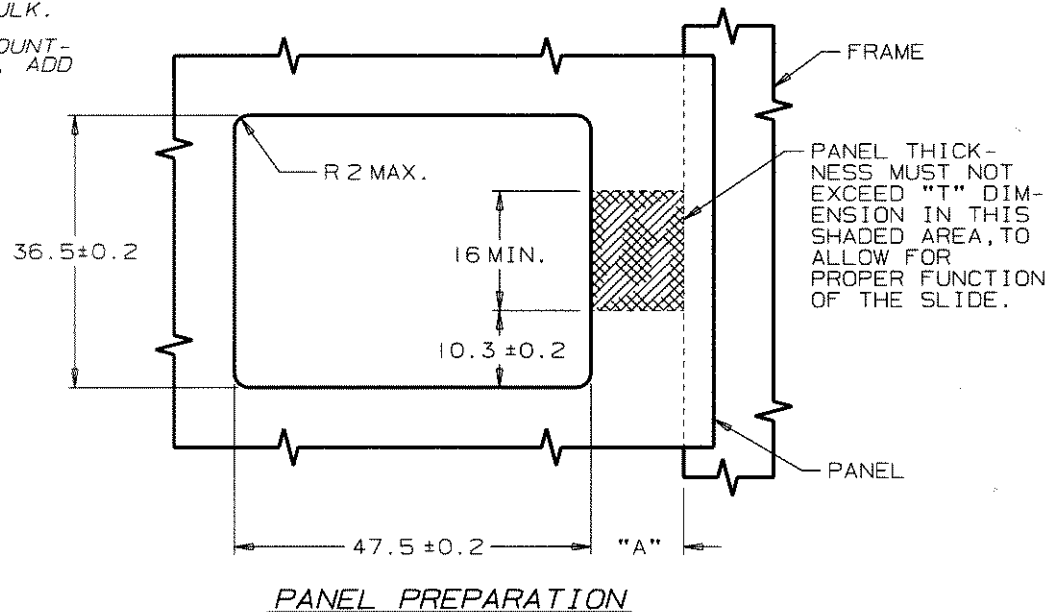 ULK.
OUNT-
ADD
FRAME
R 2 MAX.
PANEL THICK-
NESS MUST NOT
EXCEED "T" DIM-
ENSION IN THIS
SHADED AREA, TO
ALLOW FOR
PROPER FUNCTION
OF THE SLIDE.
36.5±0.2
16 MIN.
10.3 ±0.2
PANEL
47.5 ±0.2
"A"
PANEL PREPARATION